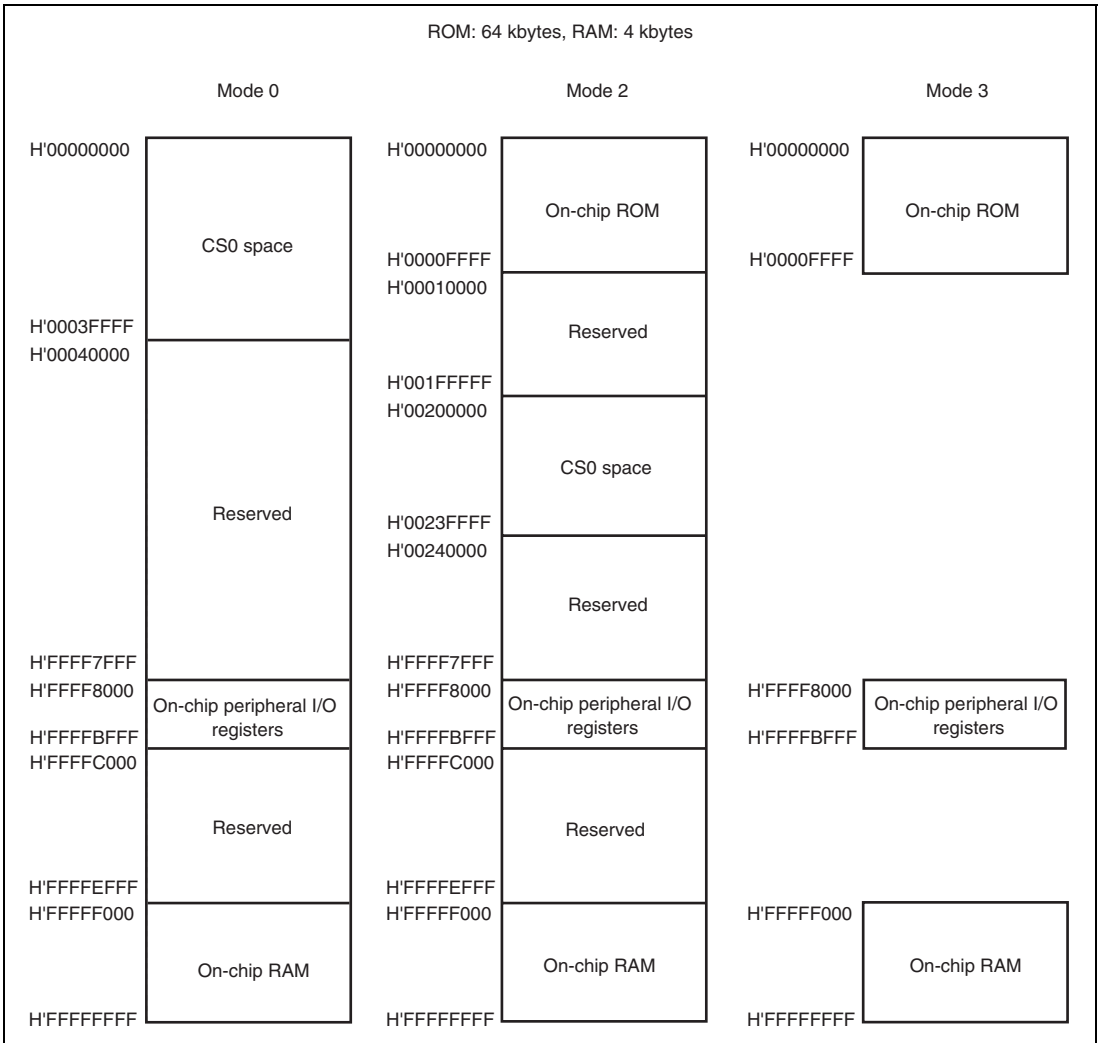 ROM: 64 kbytes, RAM: 4 kbytes
Mode 0
H'00000000
CS0 space
H'0003FFFF
H'00040000
Reserved
H'FFFF7FFF
H'FFFF8000
On-chip peripheral I/O
registers
H'FFFFBFFF
H'FFFFC000
Reserved
H'FFFFEFFF
H'FFFFF000
On-chip RAM
H'FFFFFFFF
Mode 2
H'00000000
On-chip ROM
H'0000FFFF
H'00010000
Reserved
H'001FFFFF
H'00200000
CS0 space
H'0023FFFF
H'00240000
Reserved
H'FFFF7FFF
H'FFFF8000
On-chip peripheral I/O
registers
H'FFFFBFFF
H'FFFFC000
Reserved
H'FFFFEFFF
H'FFFFF000
On-chip RAM
H'FFFFFFFF
Mode 3
H'00000000
On-chip ROM
H'0000FFFF
H'FFFF8000
On-chip peripheral I/O
registers
H'FFFFBFFF
H'FFFFF000
On-chip RAM
H'FFFFFFFF